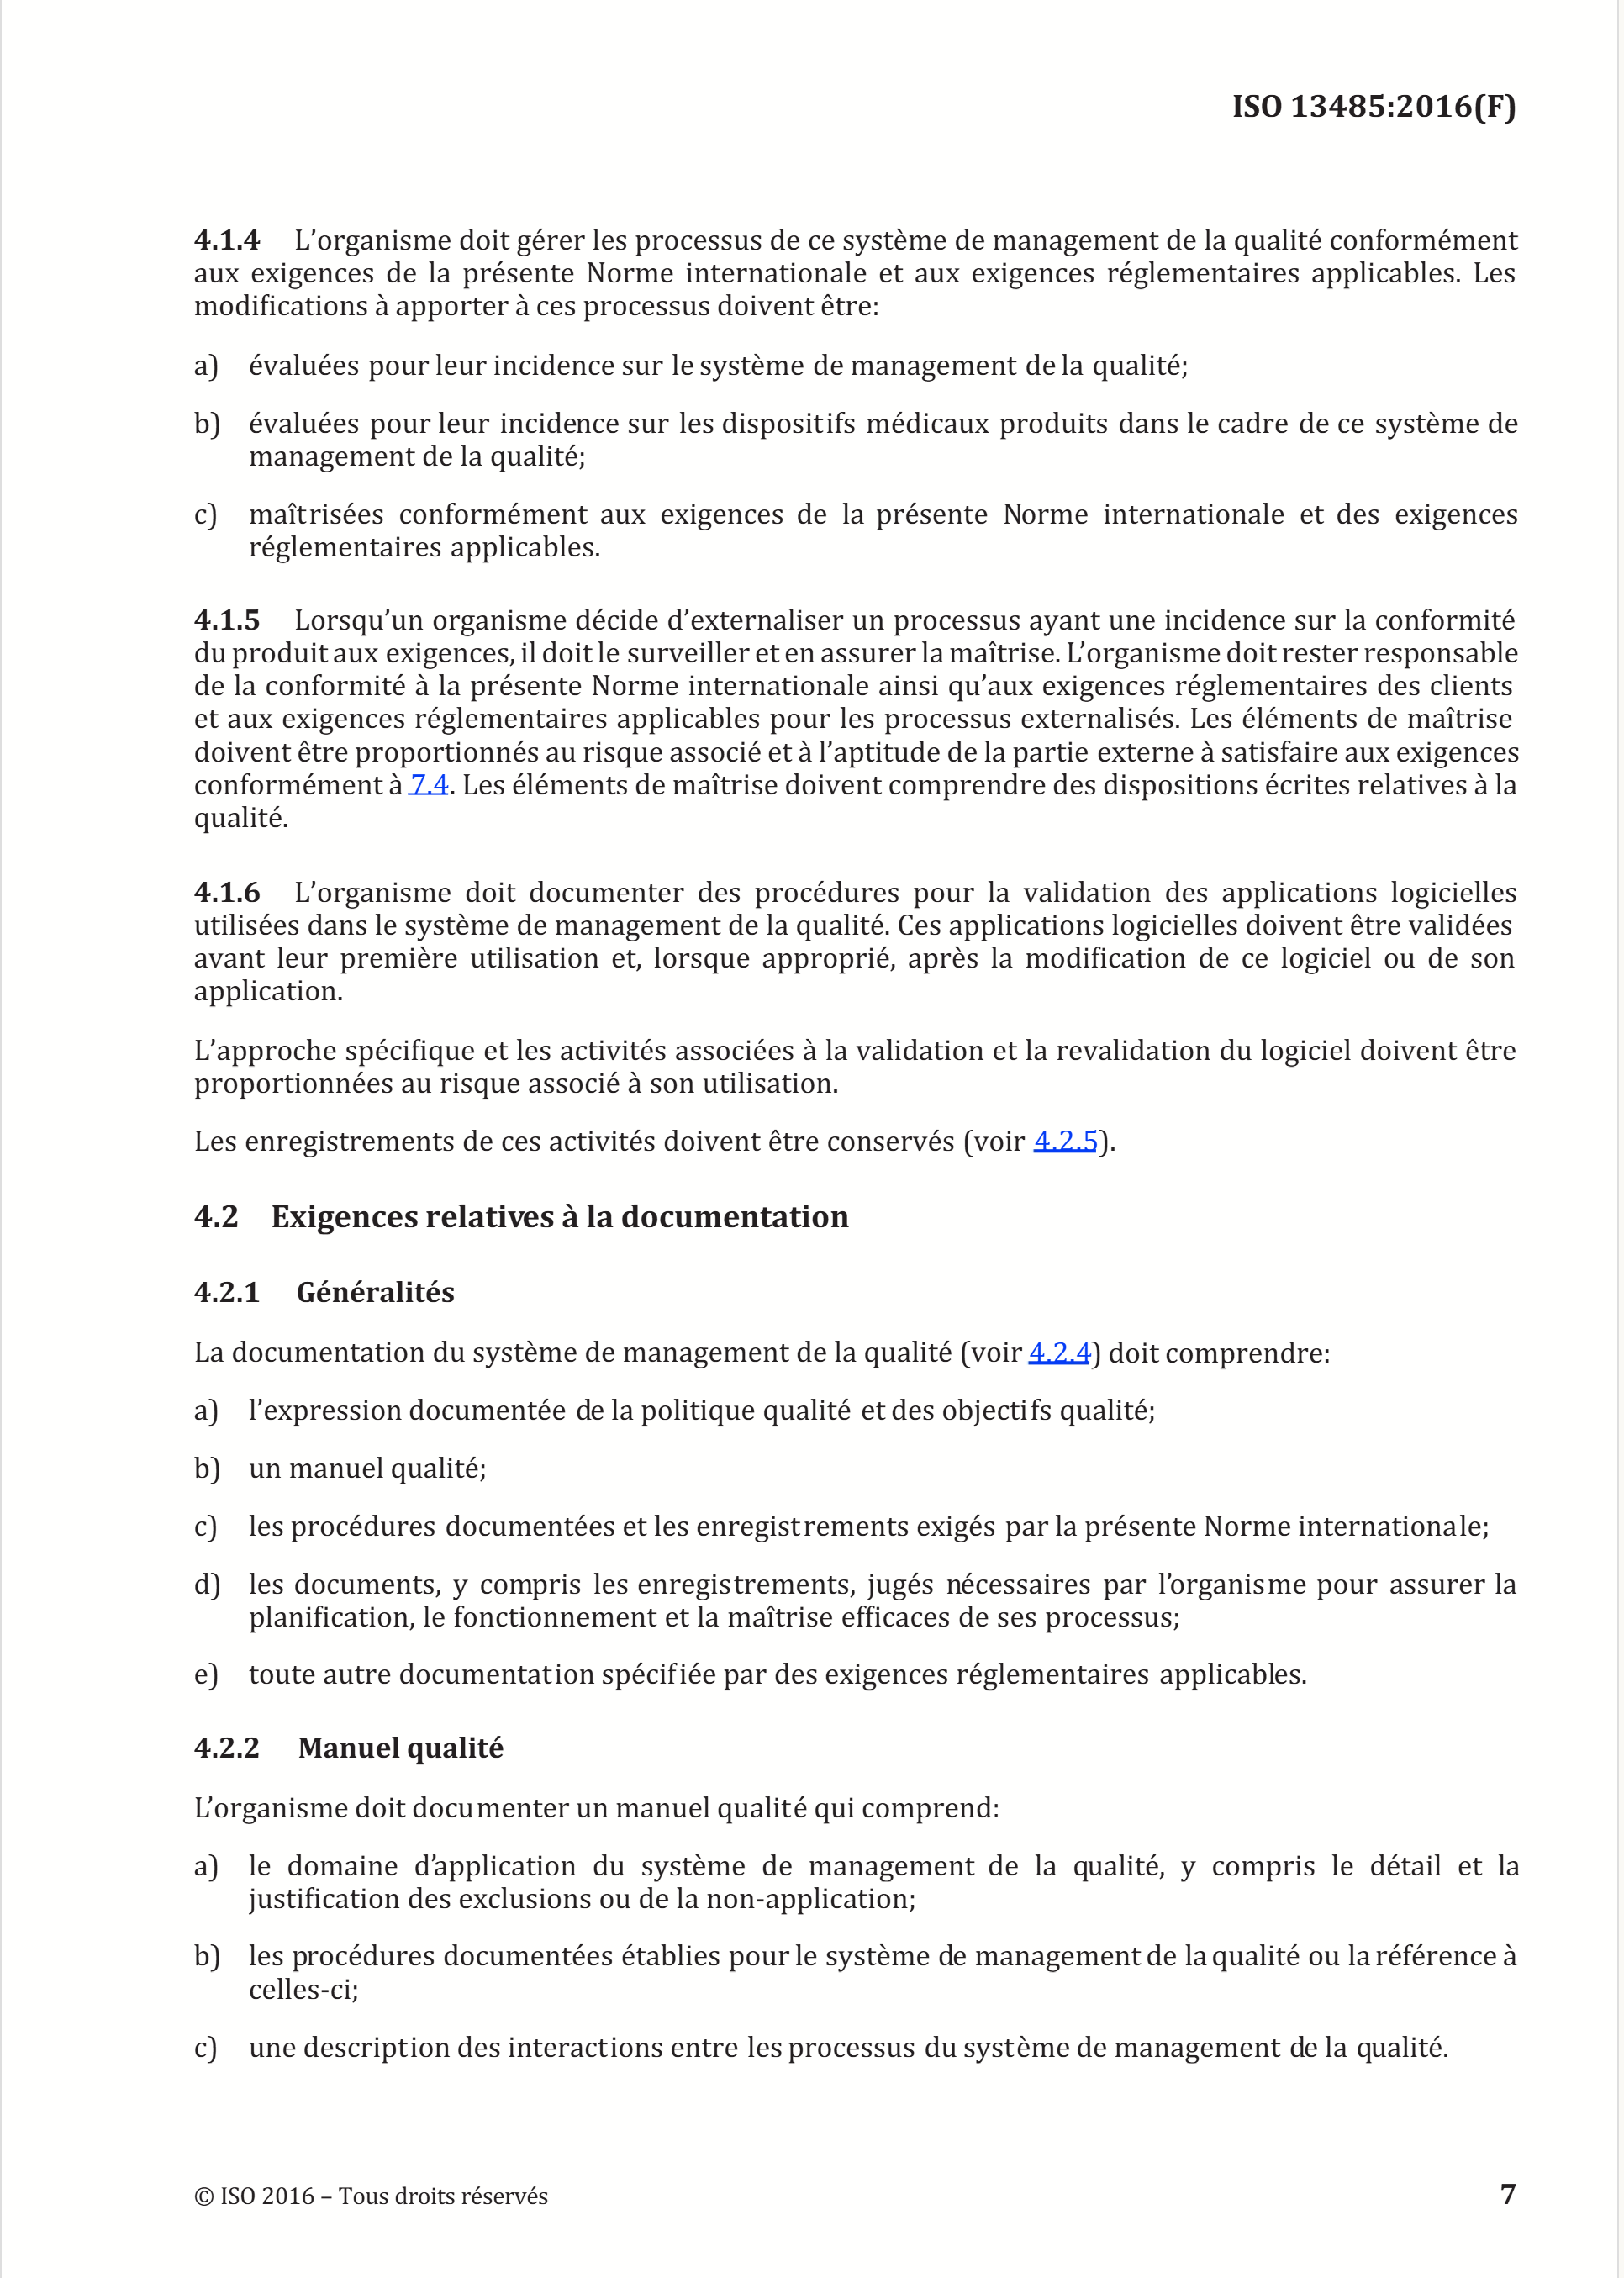 ISO 13485:2016(F)
4.1.4 L’organisme doit gérer les processus de ce système de management de la qualité conformément
aux exigences de la présente Norme internationale et aux exigences réglementaires applicables. Les
modifications à apporter à ces processus doivent être:
a) évaluées pour leur incidence sur le système de management de la qualité;
b) évaluées pour leur incidence sur les dispositifs médicaux produits dans le cadre de ce système de
management de la qualité;
c) maîtrisées conformément aux exigences de la présente Norme internationale et des exigences
réglementaires applicables.
4.1.5 Lorsqu’un organisme décide d’externaliser un processus ayant une incidence sur la conformité
du produit aux exigences, il doit le surveiller et en assurer la maîtrise. L’organisme doit rester responsable
de la conformité à la présente Norme internationale ainsi qu’aux exigences réglementaires des clients
et aux exigences réglementaires applicables pour les processus externalisés. Les éléments de maîtrise
doivent être proportionnés au risque associé et à l’aptitude de la partie externe à satisfaire aux exigences
conformément à 7.4. Les éléments de maîtrise doivent comprendre des dispositions écrites relatives à la
qualité.
4.1.6 L’organisme doit documenter des procédures pour la validation des applications logicielles
utilisées dans le système de management de la qualité. Ces applications logicielles doivent être validées
avant leur première utilisation et, lorsque approprié, après la modification de ce logiciel ou de son
application.
L’approche spécifique et les activités associées à la validation et la revalidation du logiciel doivent être
proportionnées au risque associé à son utilisation.
Les enregistrements de ces activités doivent être conservés (voir 4.2.5).
4.2 Exigences relatives à la documentation
4.2.1 Généralités
La documentation du système de management de la qualité (voir 4.2.4) doit comprendre:
a) l’expression documentée de la politique qualité et des objectifs qualité;
b) un manuel qualité;
c) les procédures documentées et les enregistrements exigés par la présente Norme internationale;
d) les documents, y compris les enregistrements, jugés nécessaires par l’organisme pour assurer la
planification, le fonctionnement et la maîtrise efficaces de ses processus;
e) toute autre documentation spécifiée par des exigences réglementaires applicables.
4.2.2 Manuel qualité
L’organisme doit documenter un manuel qualité qui comprend:
a) le domaine d’application du système de management de la qualité, y compris le détail et la
justification des exclusions ou de la non-application;
b) les procédures documentées établies pour le système de management de la qualité ou la référence à
celles-ci;
c) une description des interactions entre les processus du système de management de la qualité.
© ISO 2016 – Tous droits réservés 7